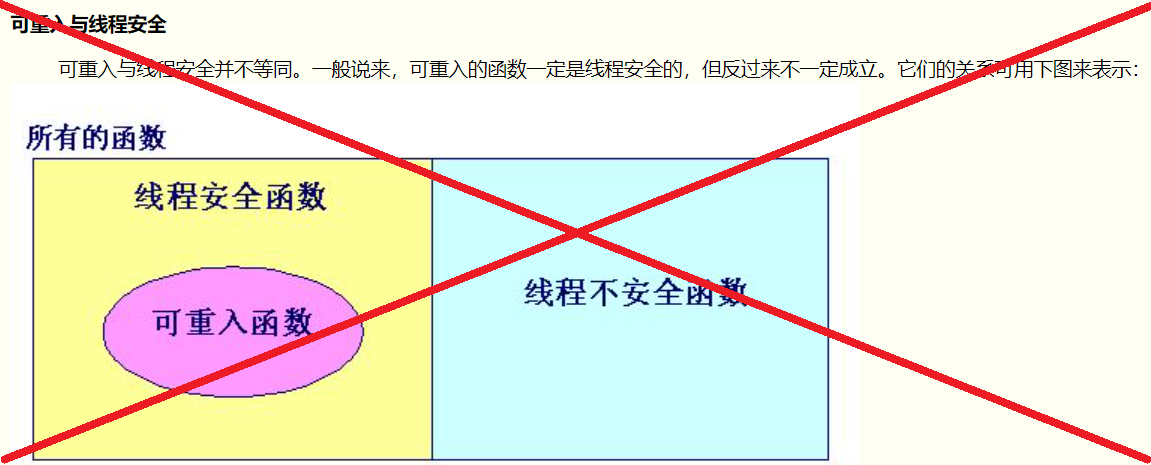 可重入与线程安全
可重入与线程安全并不等同。一般说来，可重入的函数一定是线程安全的，但反过来不一定成立。它们的关系可用下图来表示：
所有的函数
线程安全函数
线程不安全函数
可重入函数